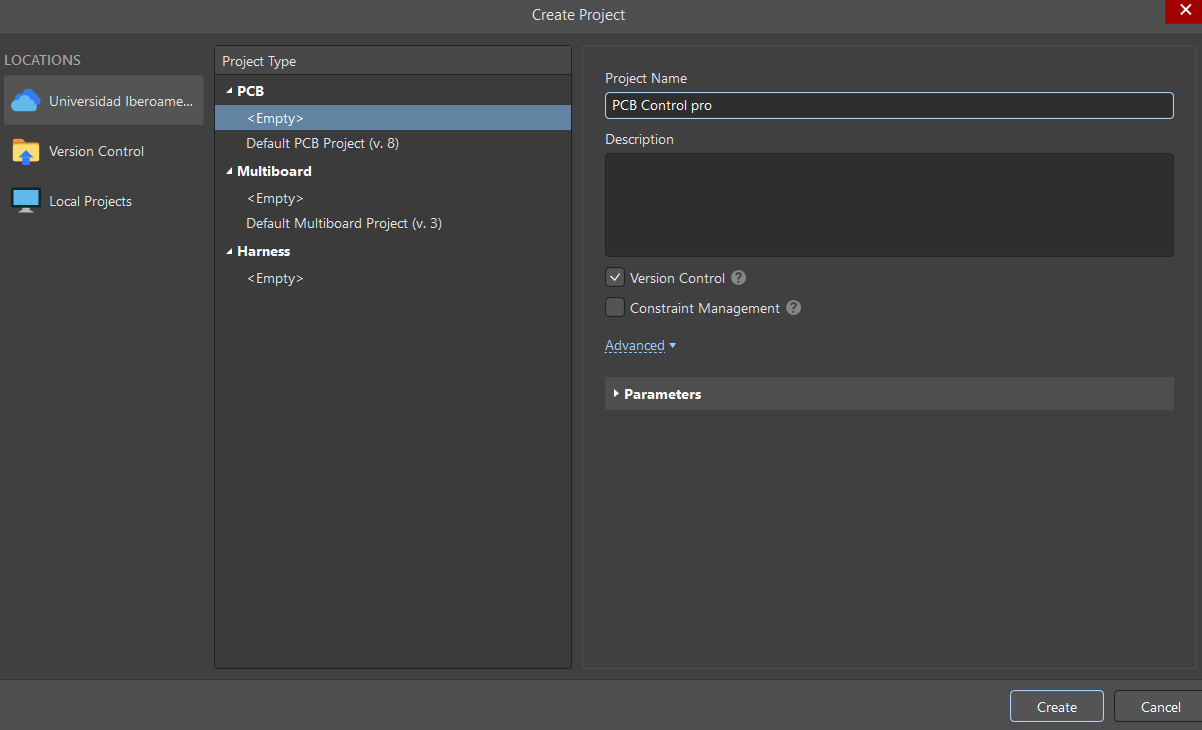 Create Project
LOCATIONS
Universidad Iberoame...
Version Control
Local Projects
Project Type
PCB
<Empty>
Default PCB Project (v. 8)
Multiboard
<Empty>
Default Multiboard Project (v. 3)
Harness
<Empty>
Project Name
PCB Control pro
Description
Version Control ?
Constraint Management ?
Advanced
Parameters
Create
Cancel